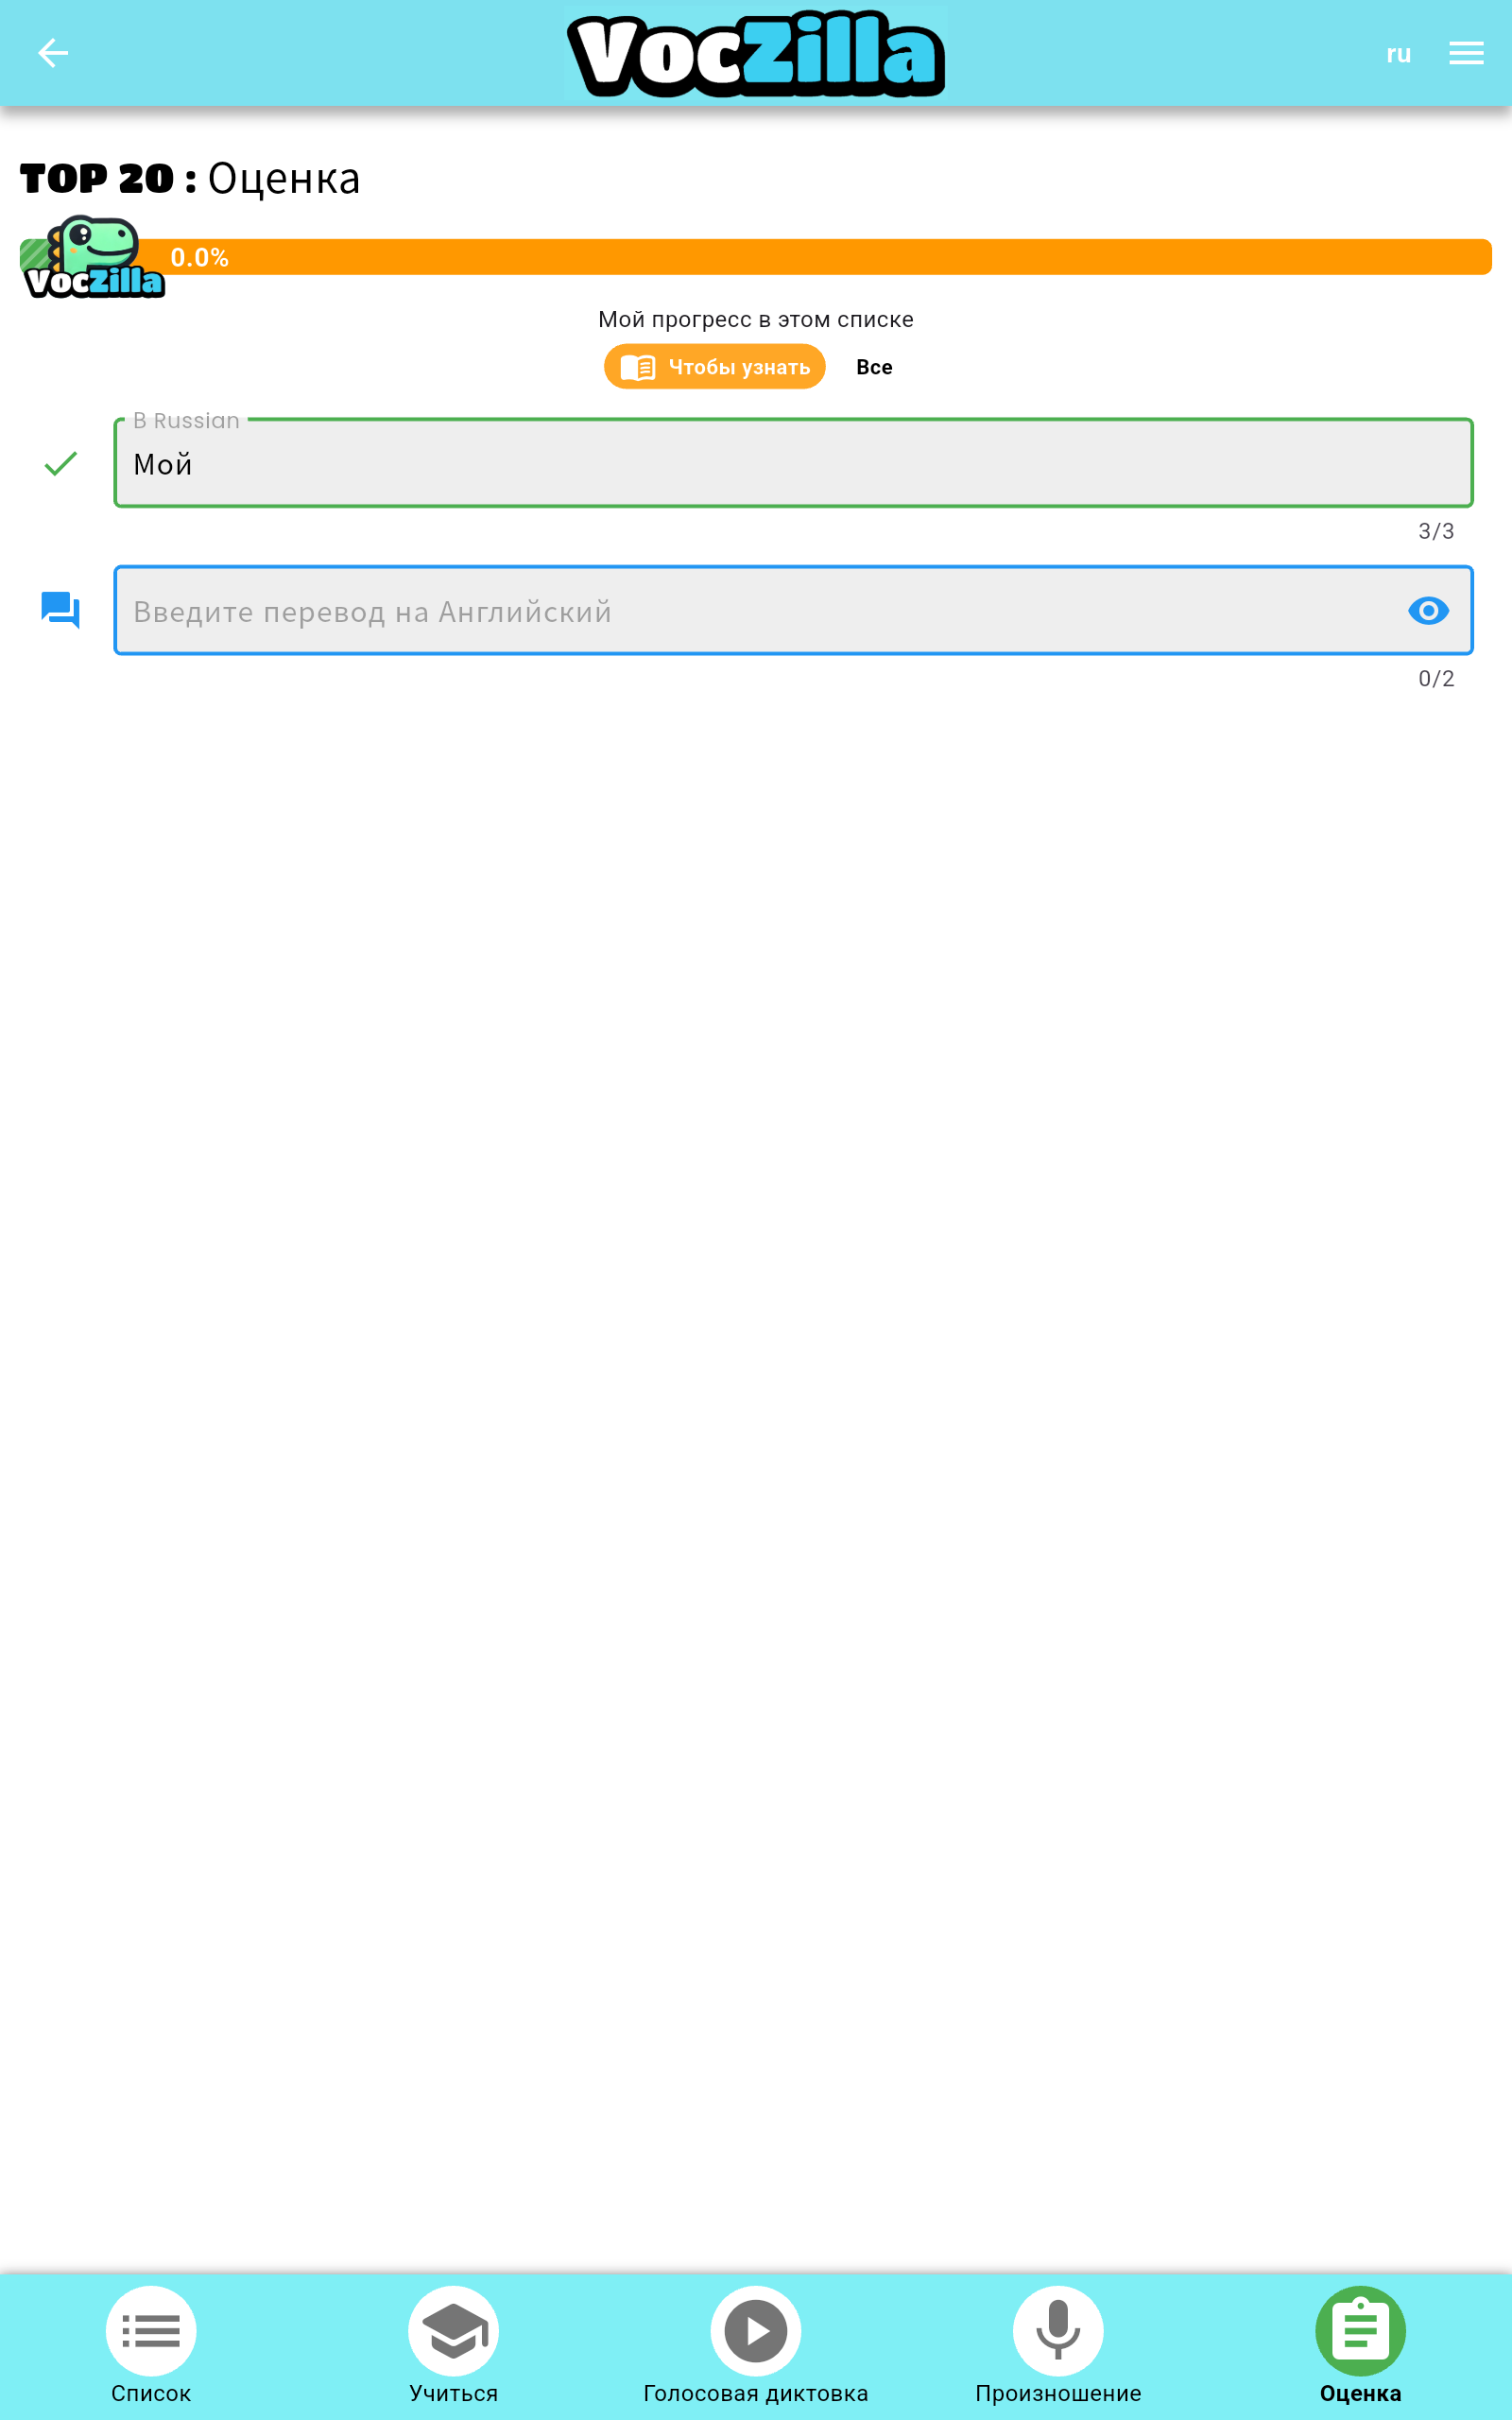 VocZilla
ru
TOP 20 : Оценка
VocZilla
0.0%
Мой прогресс в этом списке
Чтобы узнать
Все
В Russian
Мой
3/3
Введите перевод на Английский
0/2
Список
Учиться
Голосовая диктовка
Произношение
Оценка